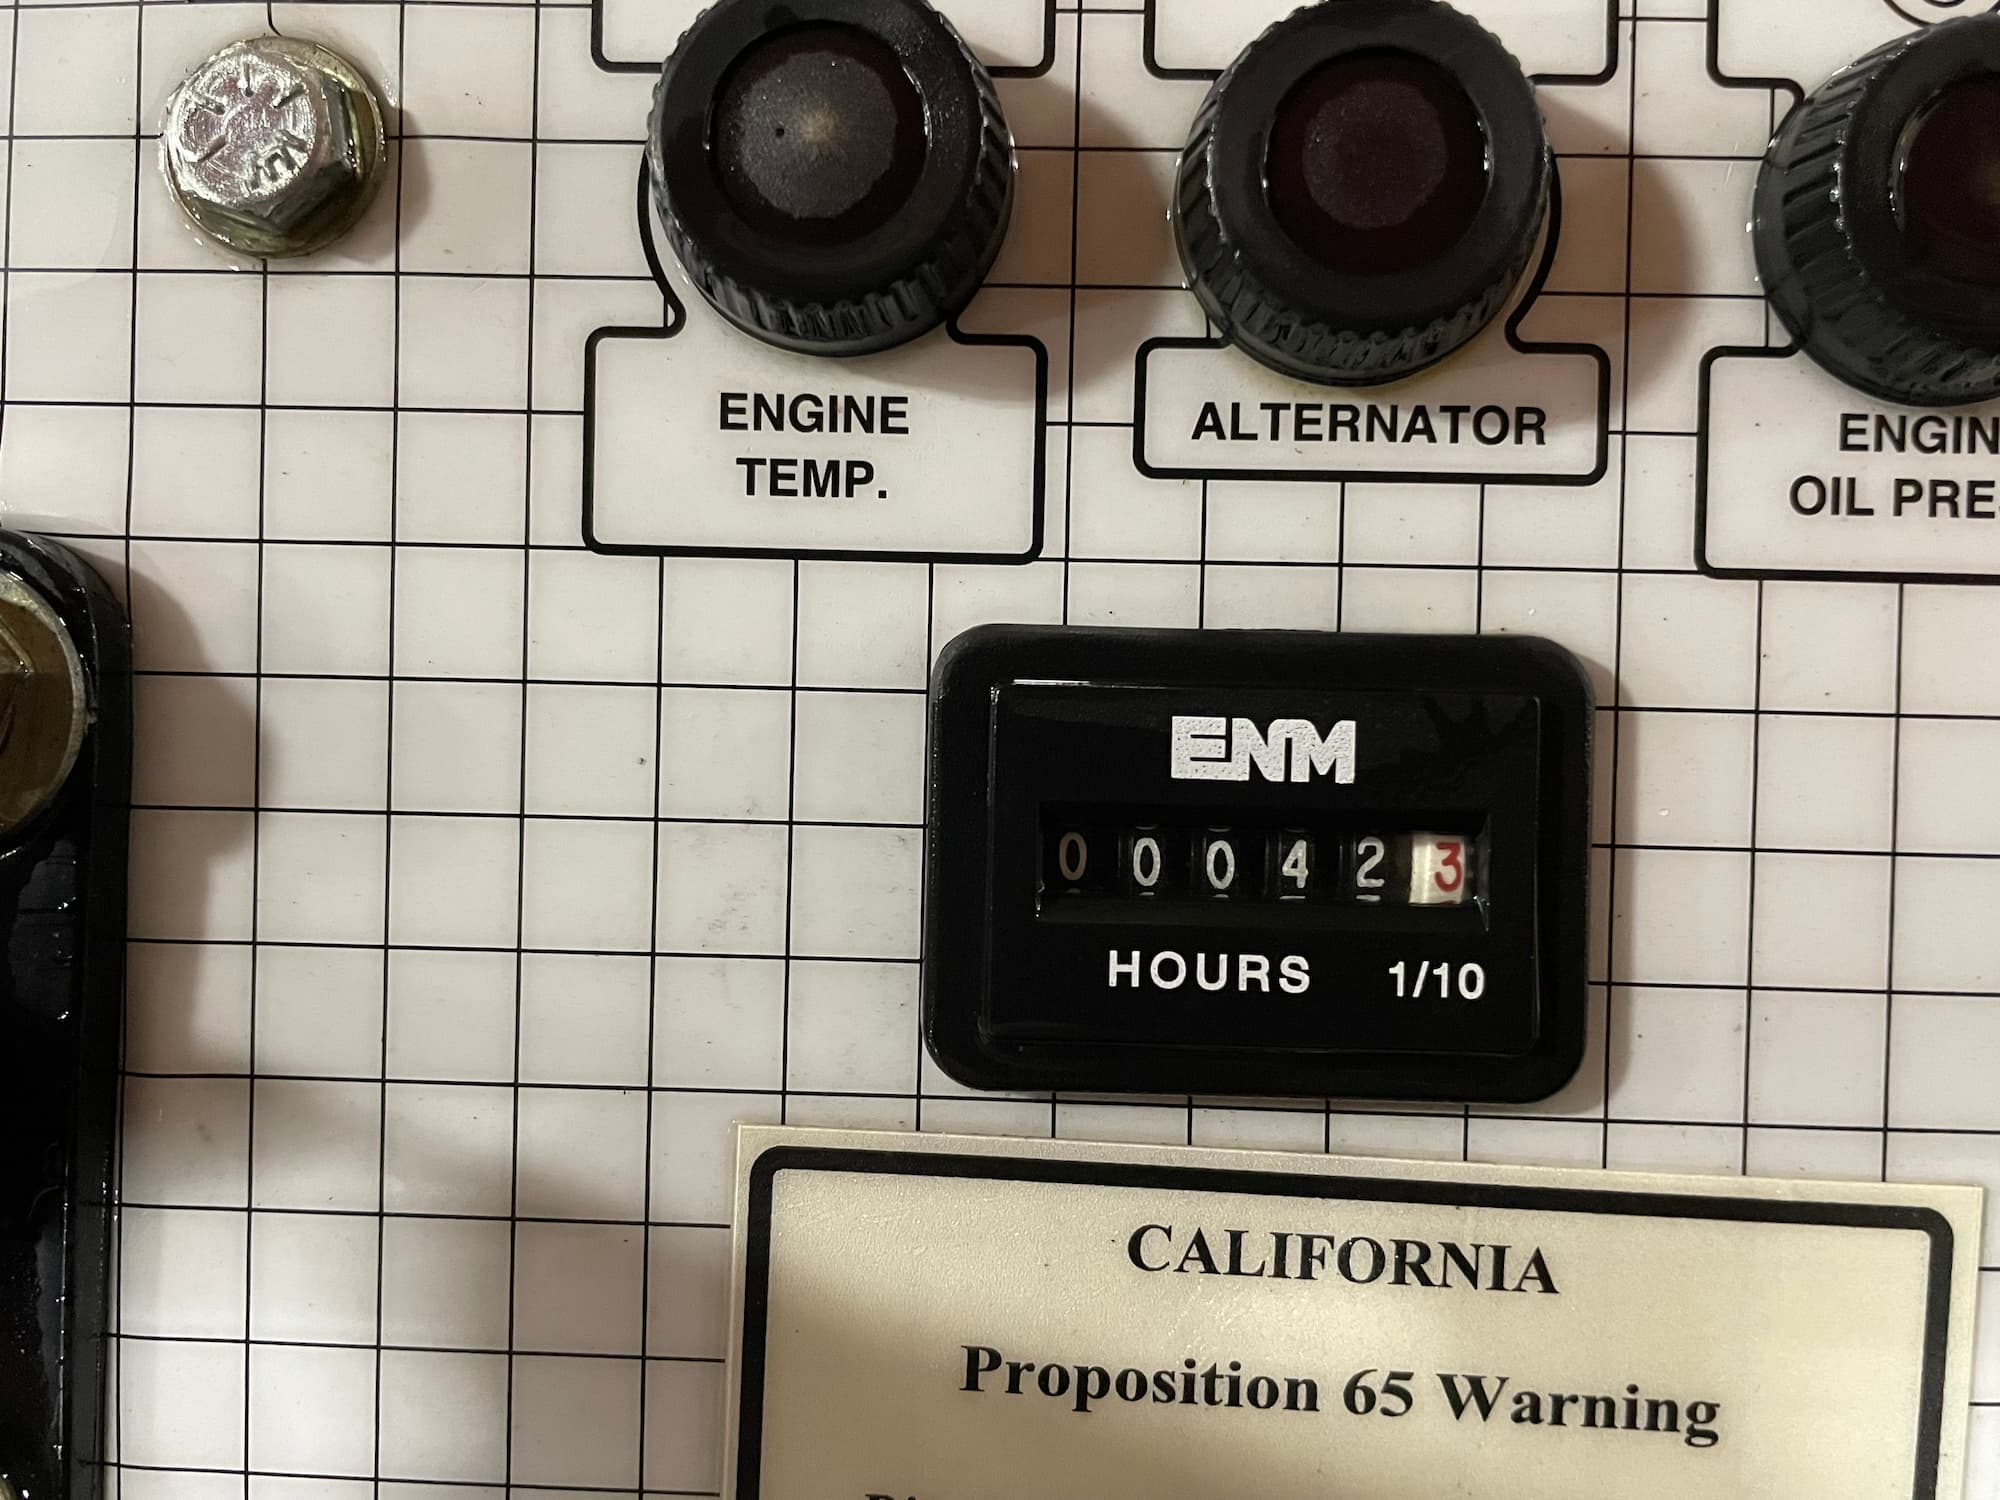 ENGINE
TEMP.
ALTERNATOR
ENGIN
OIL PRE
ENM
0 0 0 4 2 3
HOURS 1/10
CALIFORNIA
Proposition 65 Warning